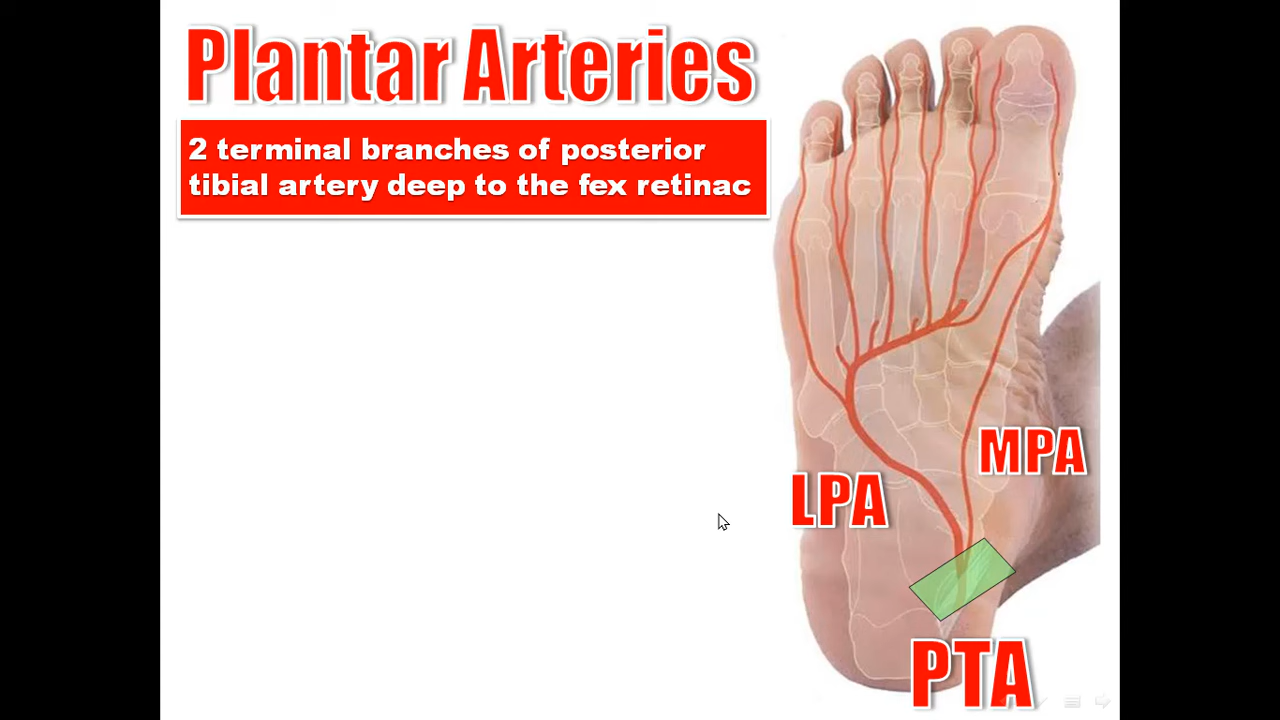 Plantar Arteries
2 terminal branches of posterior
tibial artery deep to the fex retinac
MPA
LPA
PTA